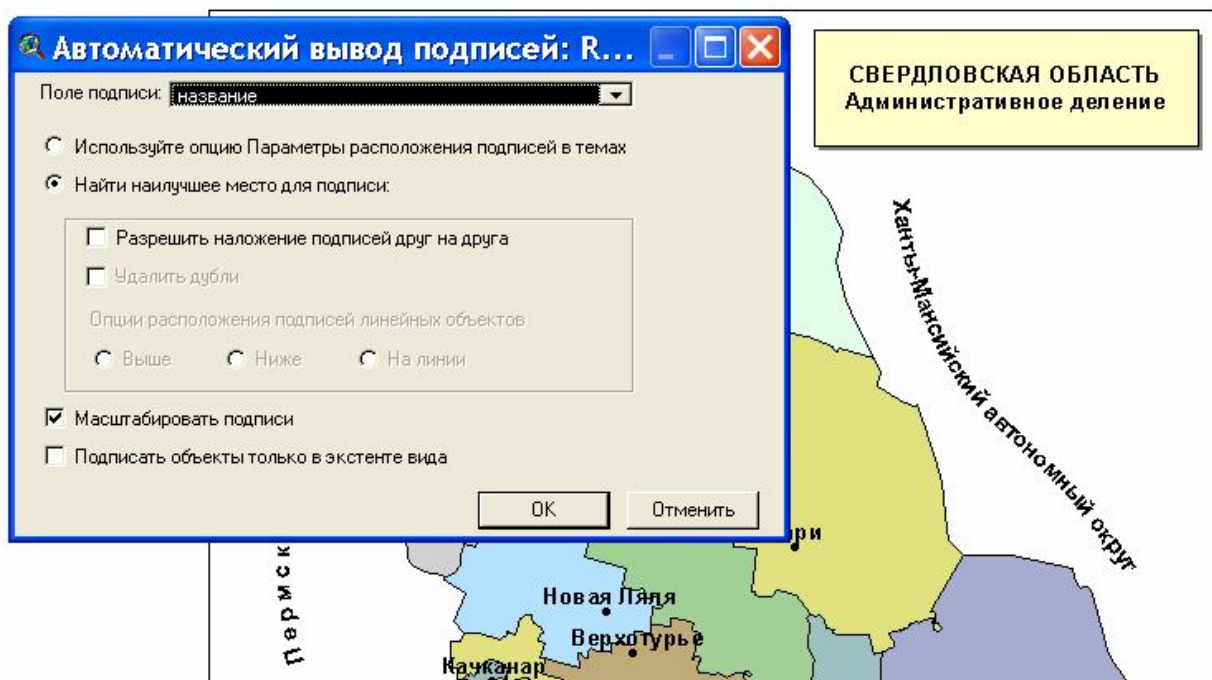 Автоматический вывод подписей: R...
Поле подписи: название
Используйте опцию Параметры расположения подписей в темах
Найти наилучшее место для подписи:
Разрешить наложение подписей друг на друга
Удалить дубли
Опции расположения подписей линейных объектов
Выше Ниже На линии
Масштабировать подписи
Подписать объекты только в экстенте вида
OK Отменить
СВЕРДЛОВСКАЯ ОБЛАСТЬ
Административное деление
Ханты-Мансийский автономный округ
ари
Новая Ляля
Верхотурье
Качканар
Пермск